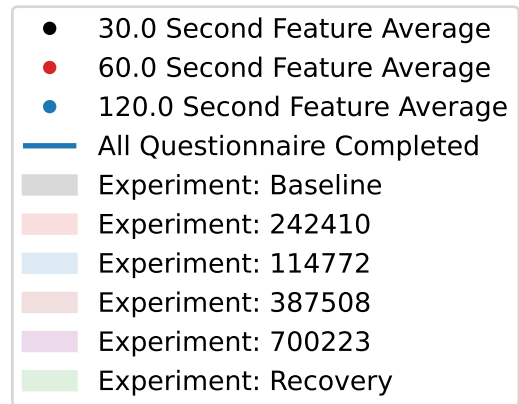 30.0 Second Feature Average
60.0 Second Feature Average
120.0 Second Feature Average
All Questionnaire Completed
Experiment: Baseline
Experiment: 242410
Experiment: 114772
Experiment: 387508
Experiment: 700223
Experiment: Recovery